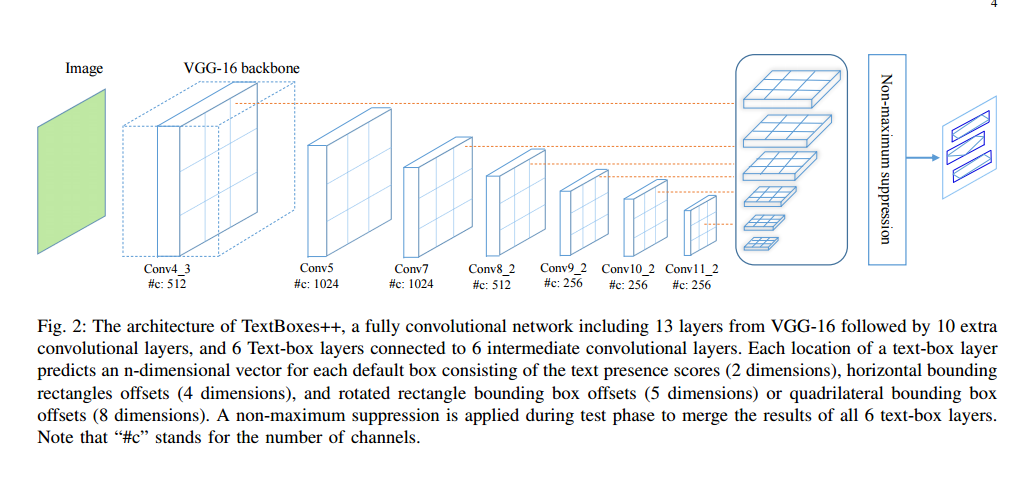 4
Image
VGG-16 backbone
Non-maximum suppression
Conv4_3
#c: 512
Conv5
#c: 1024
Conv7
#c: 1024
Conv8_2
#c: 512
Conv9_2
#c: 256
Conv10_2
#c: 256
Conv11_2
#c: 256
Fig. 2: The architecture of TextBoxes++, a fully convolutional network including 13 layers from VGG-16 followed by 10 extra
convolutional layers, and 6 Text-box layers connected to 6 intermediate convolutional layers. Each location of a text-box layer
predicts an n-dimensional vector for each default box consisting of the text presence scores (2 dimensions), horizontal bounding
rectangles offsets (4 dimensions), and rotated rectangle bounding box offsets (5 dimensions) or quadrilateral bounding box
offsets (8 dimensions). A non-maximum suppression is applied during test phase to merge the results of all 6 text-box layers.
Note that “#c” stands for the number of channels.